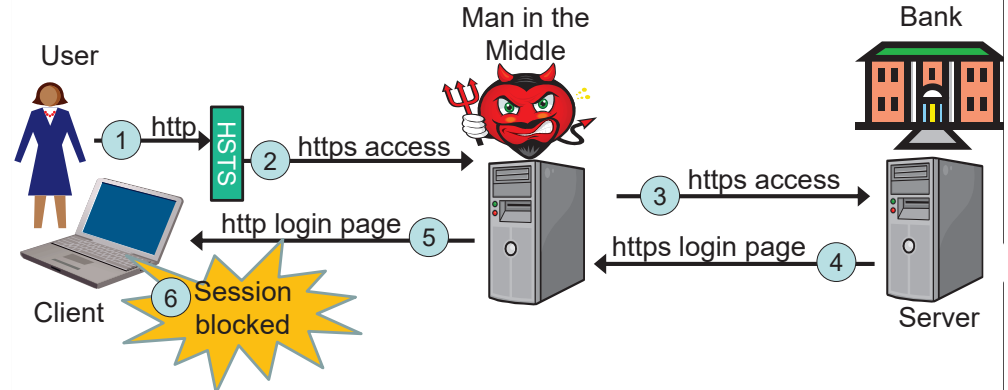 User
Man in the
Middle
Bank
1
http
HSTS
2
https access
3
https access
http login page
5
https login page
4
6
Session
blocked
Client
Server